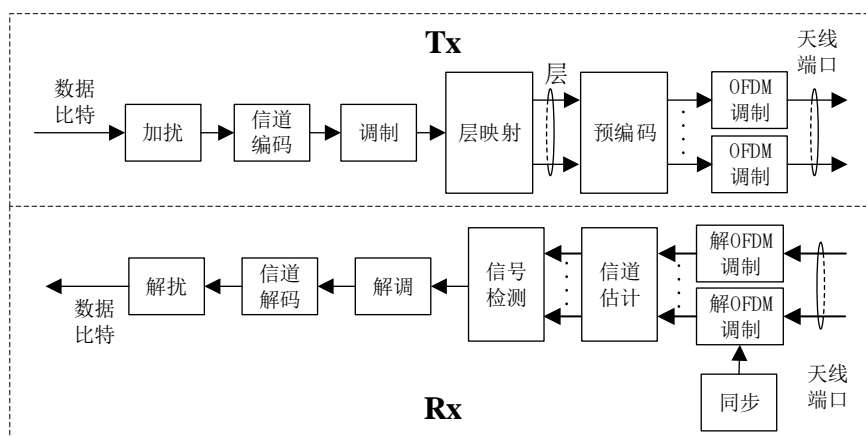 Tx
数据
比特
加扰
信道
编码
调制
层映射
层
预编码
OFDM
调制
OFDM
调制
天线
端口
数据
比特
解扰
信道
解码
解调
信号
检测
信道
估计
解OFDM
调制
解OFDM
调制
同步
天线
端口
Rx